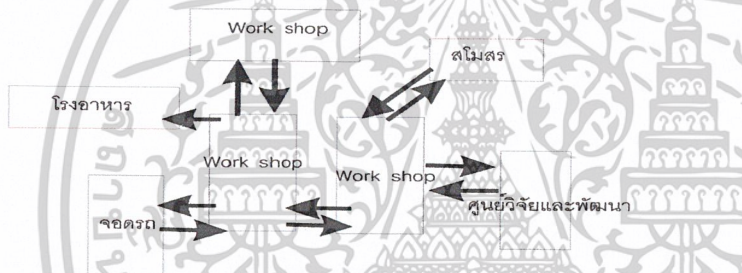 Work shop
สโมสร
โรงอาหาร
Work shop
Work shop
ศูนย์วิจัยและพัฒนา
จอดรถ